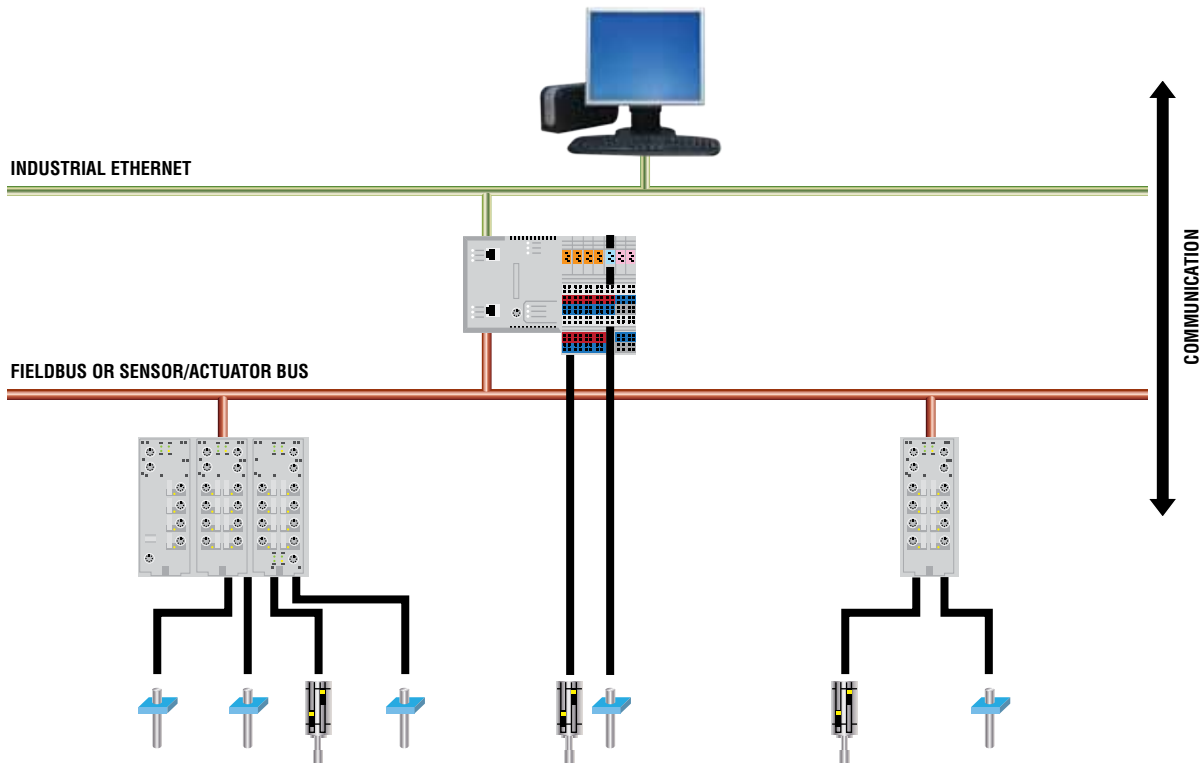 INDUSTRIAL ETHERNET
COMMUNICATION
FIELDBUS OR SENSOR/ACTUATOR BUS